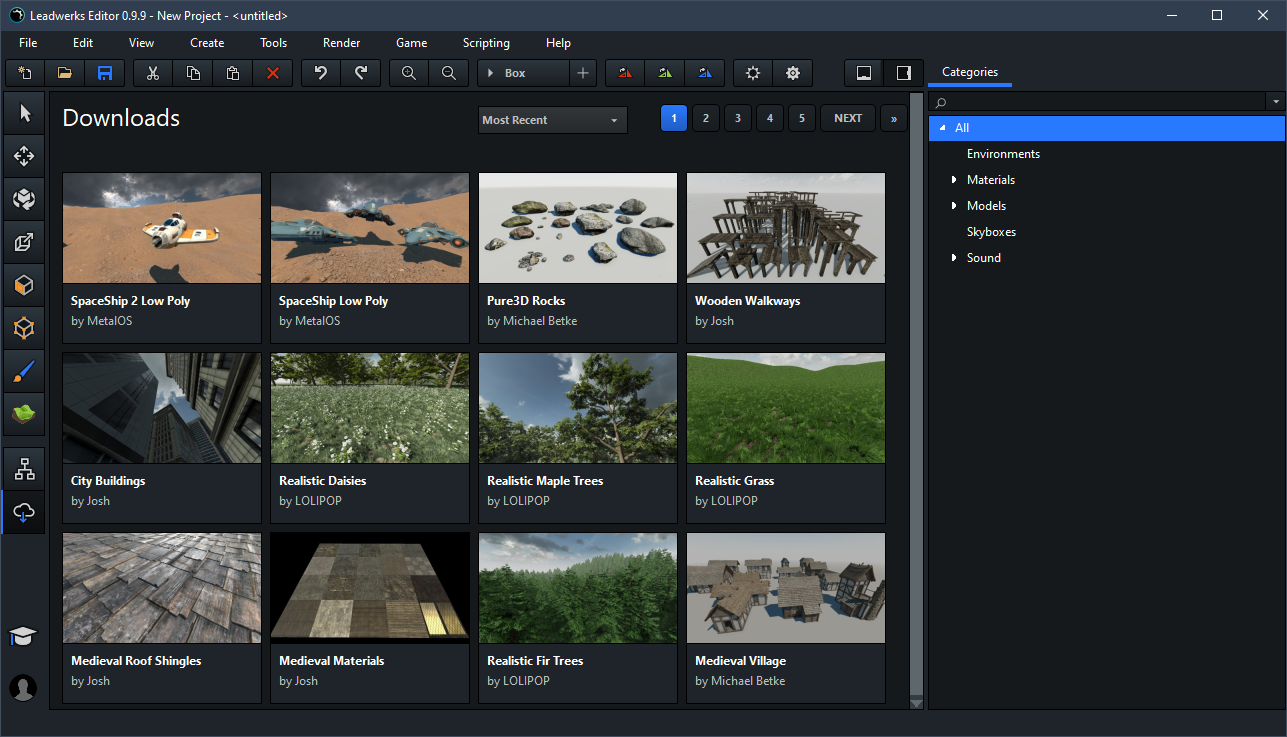 Leadwerks Editor 0.9.9 - New Project - <untitled>
File Edit View Create Tools Render Game Scripting Help
Box
Categories
Downloads
Most Recent
1 2 3 4 5 NEXT »
All
Environments
Materials
Models
Skyboxes
Sound
SpaceShip 2 Low Poly
by MetalOS
SpaceShip Low Poly
by MetalOS
Pure3D Rocks
by Michael Betke
Wooden Walkways
by Josh
City Buildings
by Josh
Realistic Daisies
by LOLIPOP
Realistic Maple Trees
by LOLIPOP
Realistic Grass
by LOLIPOP
Medieval Roof Shingles
by Josh
Medieval Materials
by Josh
Realistic Fir Trees
by LOLIPOP
Medieval Village
by Michael Betke